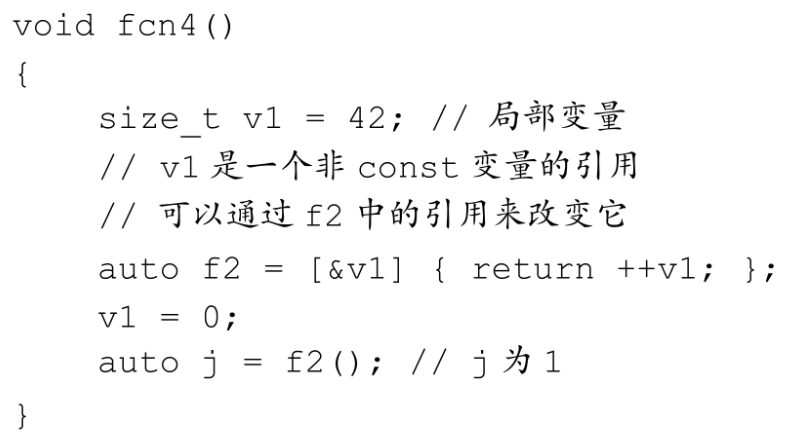 void fcn4()
{
    size_t v1 = 42; // 局部变量
    // v1 是一个非 const 变量的引用
    // 可以通过 f2 中的引用来改变它
    auto f2 = [&v1] { return ++v1; };
    v1 = 0;
    auto j = f2(); // j 为 1
}